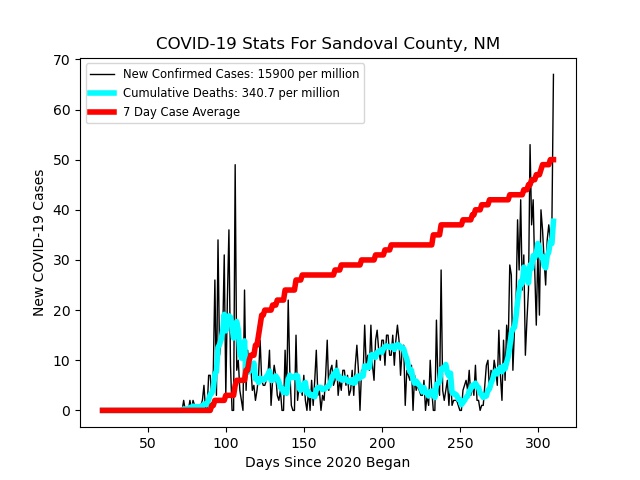 COVID-19 Stats For Sandoval County, NM
New Confirmed Cases: 15900 per million
Cumulative Deaths: 340.7 per million
7 Day Case Average
70
60
50
40
30
20
10
0
New COVID-19 Cases
50 100 150 200 250 300
Days Since 2020 Began